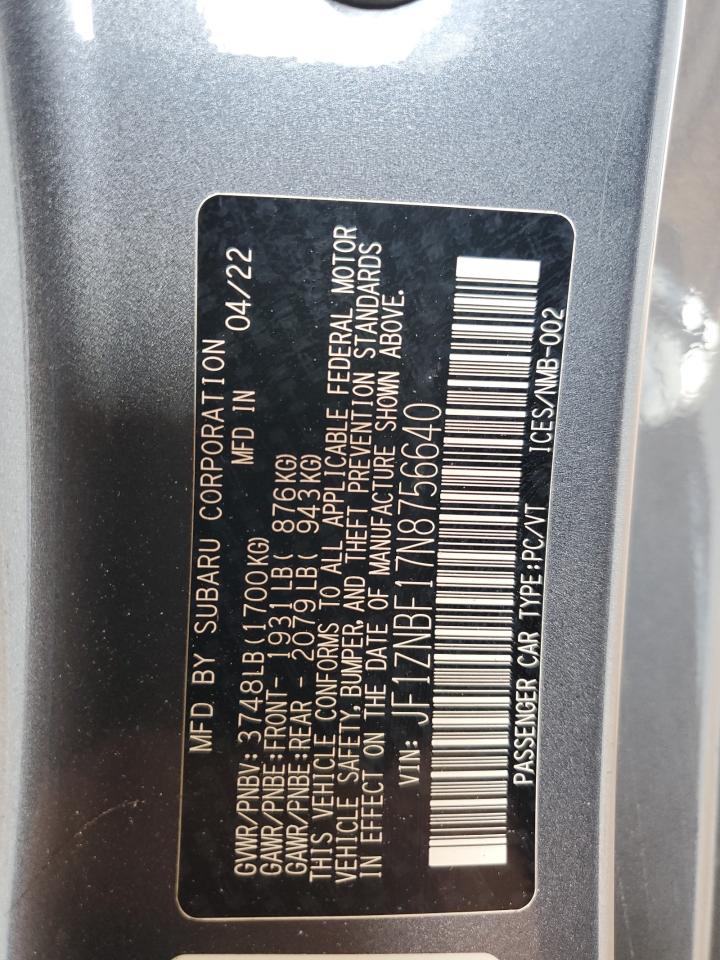 MFD BY SUBARU CORPORATION
MFD IN 04/22
GVWR/PNBV: 3748LB(1700KG)
GAWR/PNBE:FRONT- 1931LB( 876KG)
GAWR/PNBE:REAR - 2079LB( 943KG)
THIS VEHICLE CONFORMS TO ALL APPLICABLE FEDERAL MOTOR
VEHICLE SAFETY, BUMPER, AND THEFT PREVENTION STANDARDS
IN EFFECT ON THE DATE OF MANUFACTURE SHOWN ABOVE.
VIN: JF1ZNBF17N8756640
PASSENGER CAR TYPE:PC/VT ICES/NMB-002